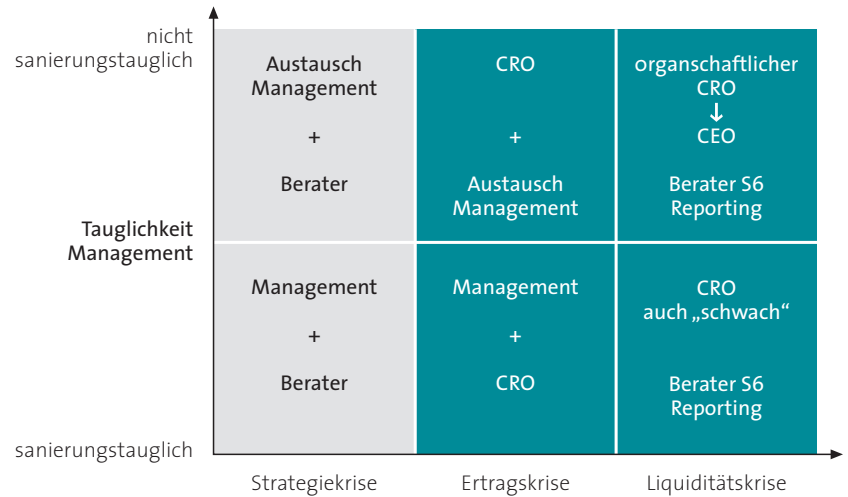 nicht
sanierungstauglich
Austausch
Management
+
Berater
CRO
+
Austausch
Management
organschaftlicher
CRO
↓
CEO
Berater S6
Reporting
Tauglichkeit
Management
Management
+
Berater
Management
+
CRO
CRO
auch „schwach“
Berater S6
Reporting
sanierungstauglich
Strategiekrise
Ertragskrise
Liquiditätskrise